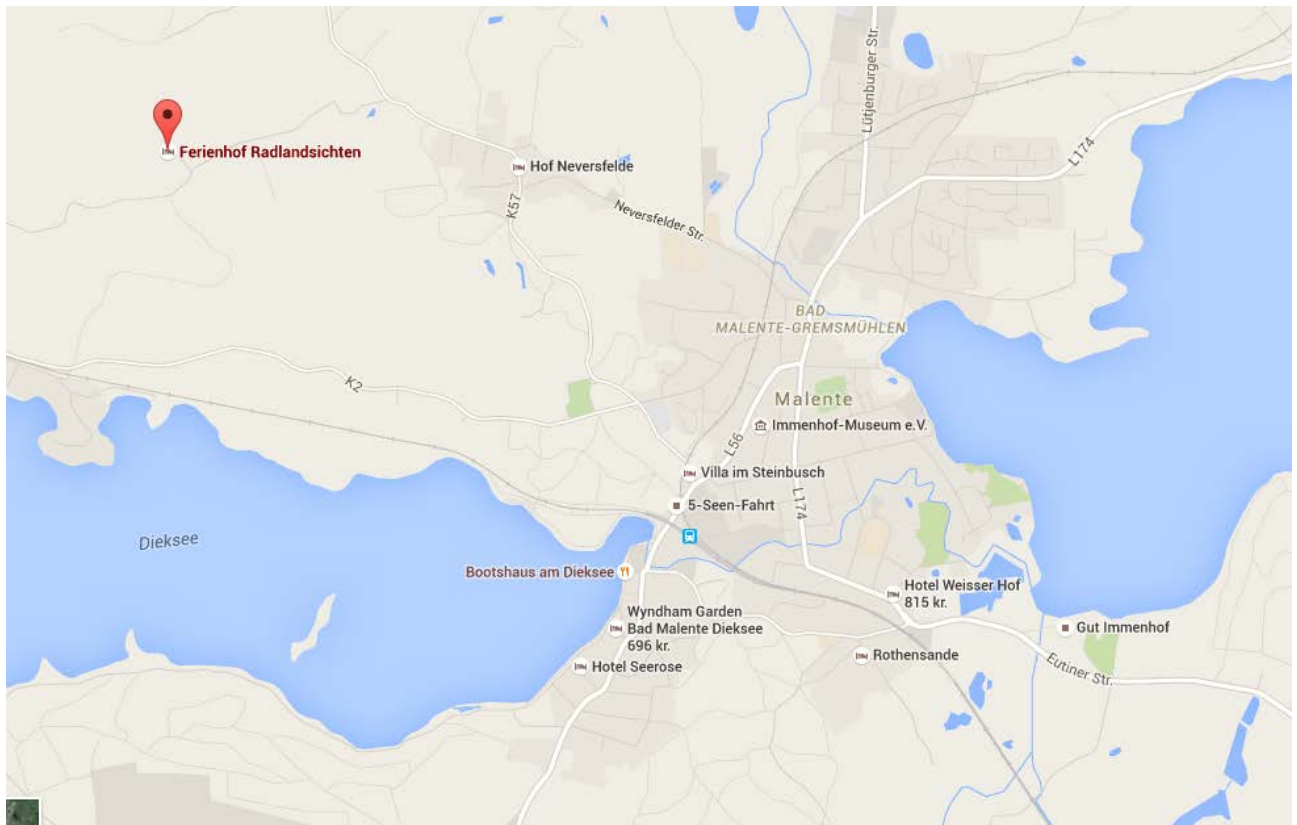 Lütjenburger Str.
L174
Ferienhof Radlandsichten
Hof Neversfelde
K57
Neversfelder Str.
BAD
MALENTE-GREMSMÜHLEN
K2
Malente
Immenhof-Museum e.V.
L56
Villa im Steinbusch
L174
5-Seen-Fahrt
Dieksee
Bootshaus am Dieksee
Hotel Weisser Hof
815 kr.
Wyndham Garden
Bad Malente Dieksee
696 kr.
Gut Immenhof
Rothensande
Hotel Seerose
Eutiner Str.